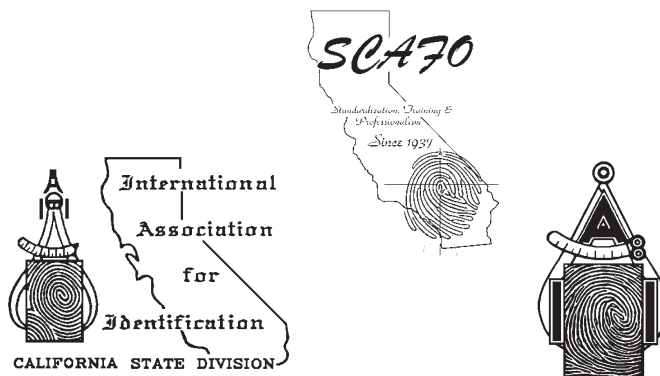 SCAFO
Standardization, Training &
Professionalism
Since 1937
International
Association
for
Identification
CALIFORNIA STATE DIVISION
A